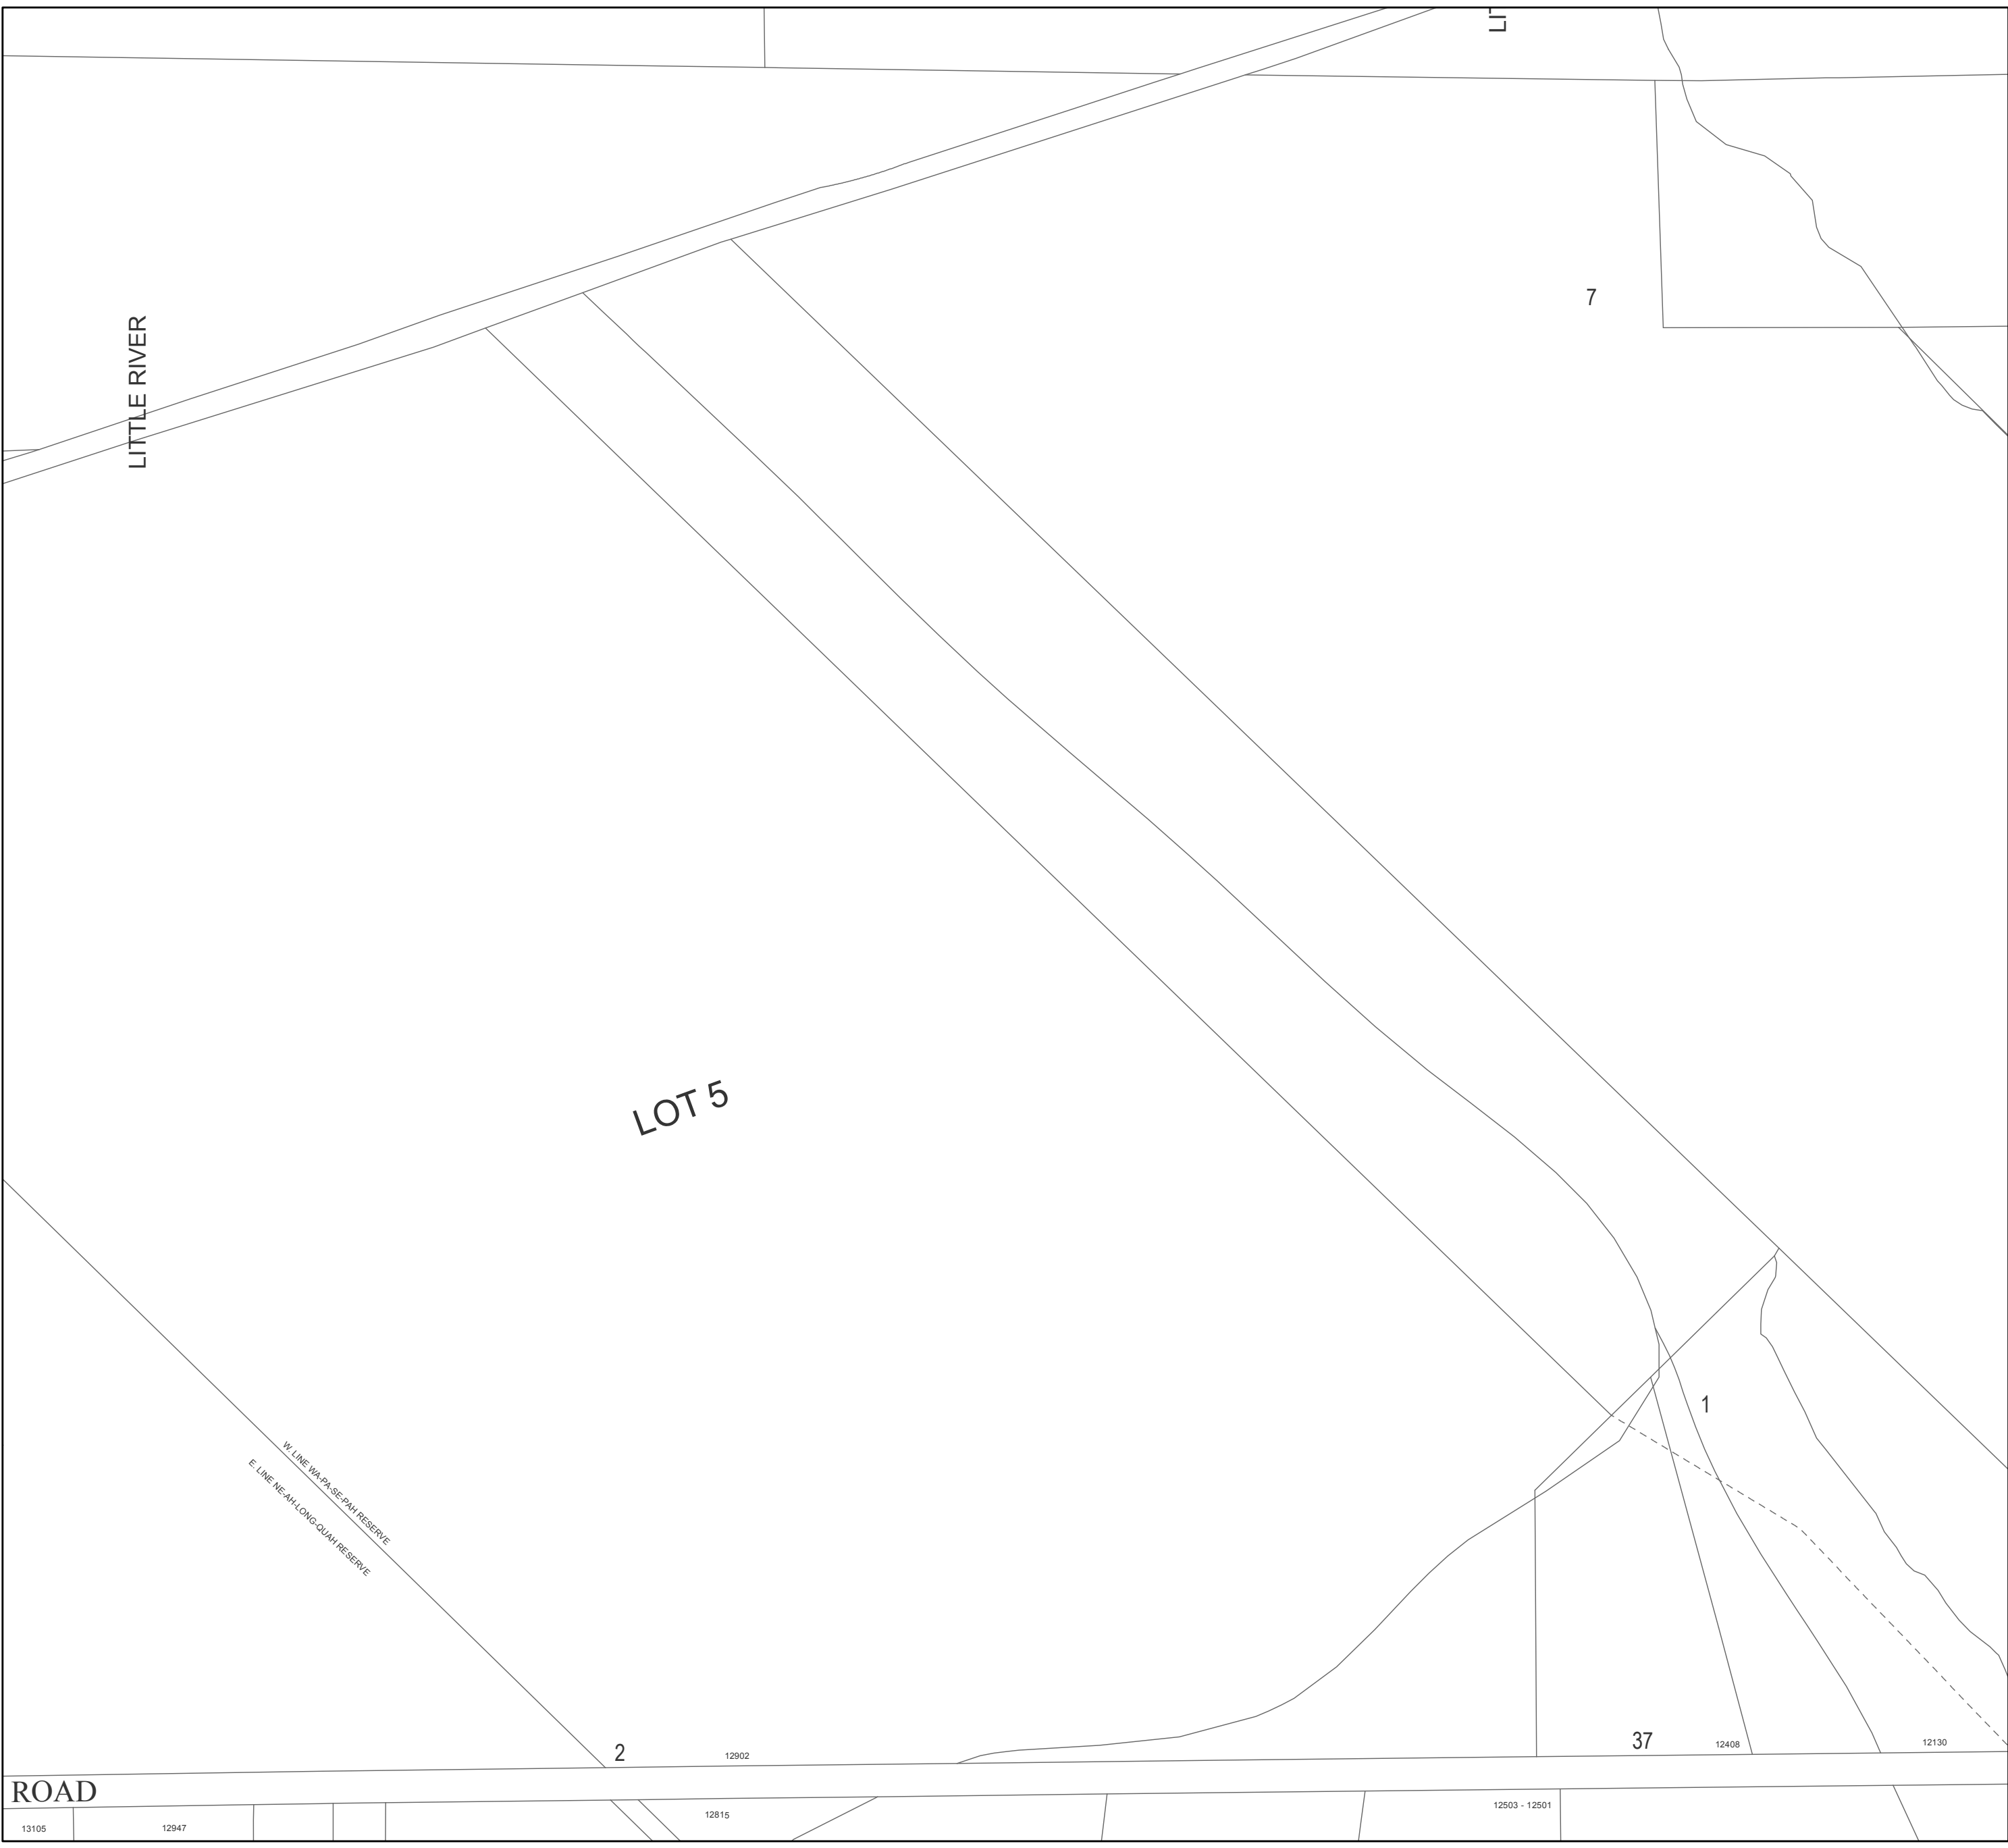 7
LITTLE RIVER
LOT 5
1
W. LINE WA-PA-SE-PAH RESERVE
E. LINE NE-AH-LONG-QUAH RESERVE
2
12902
37
12408
12130
ROAD
13105
12947
12815
12503 - 12501